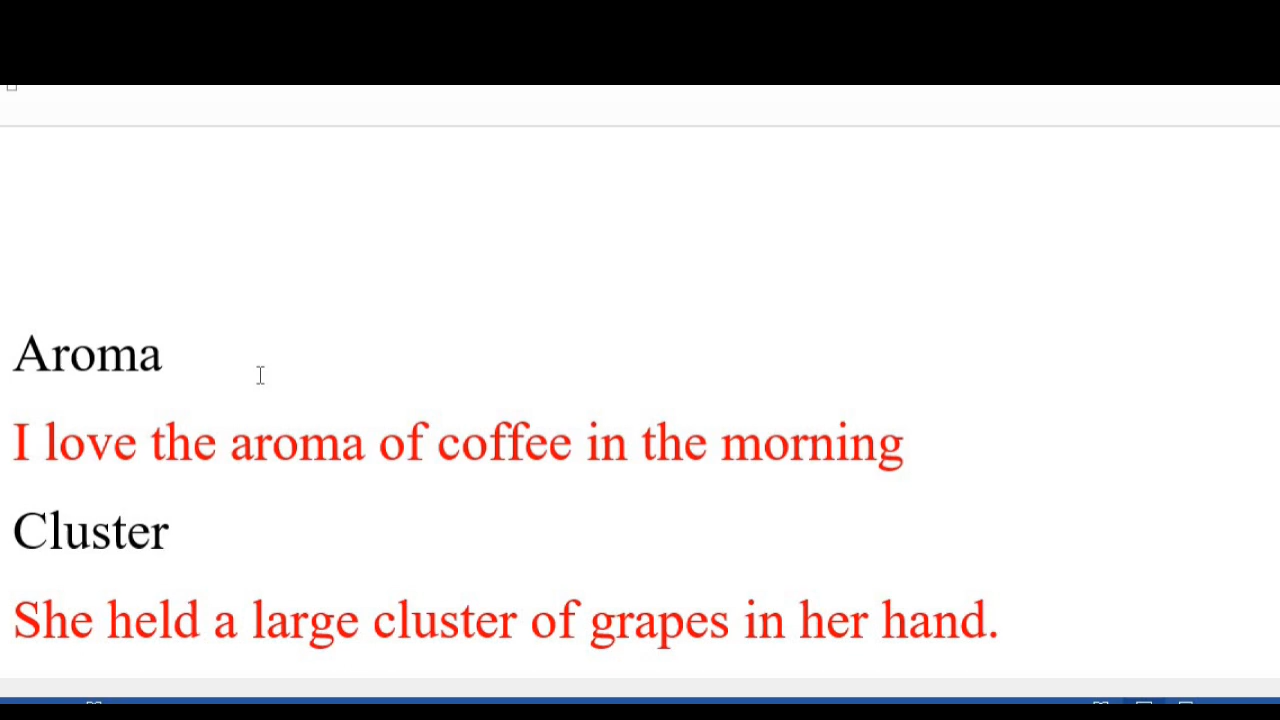 Aroma
I love the aroma of coffee in the morning
Cluster
She held a large cluster of grapes in her hand.